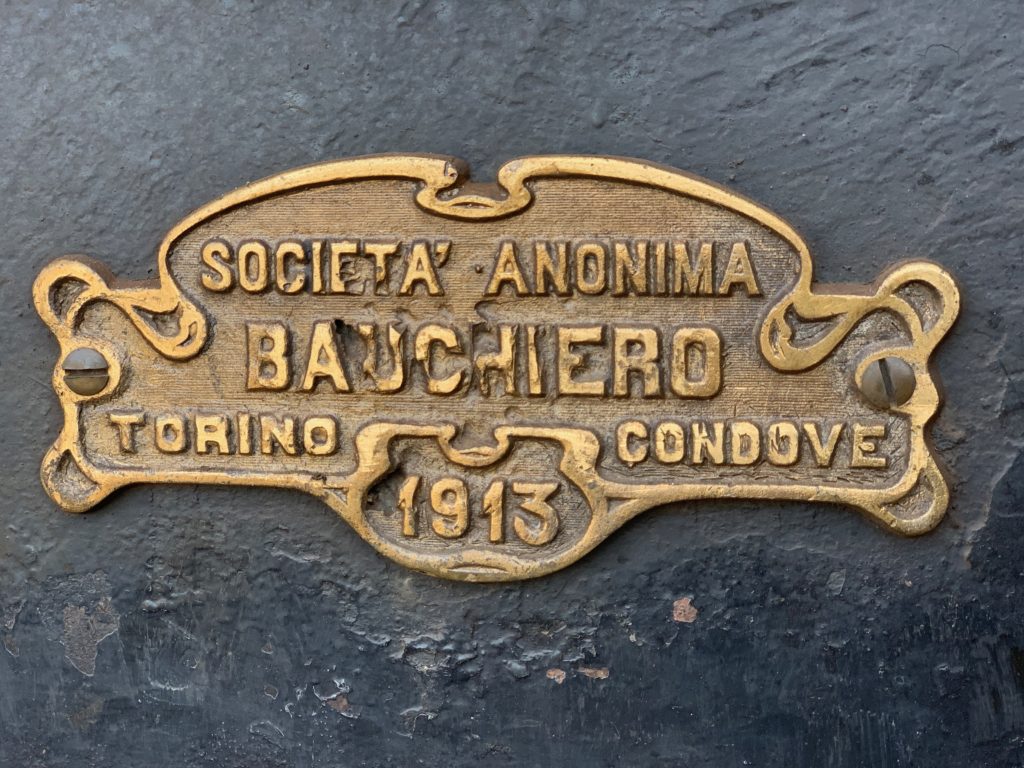 SOCIETA' ANONIMA
BAUCHIERO
TORINO CONDOVE
1913